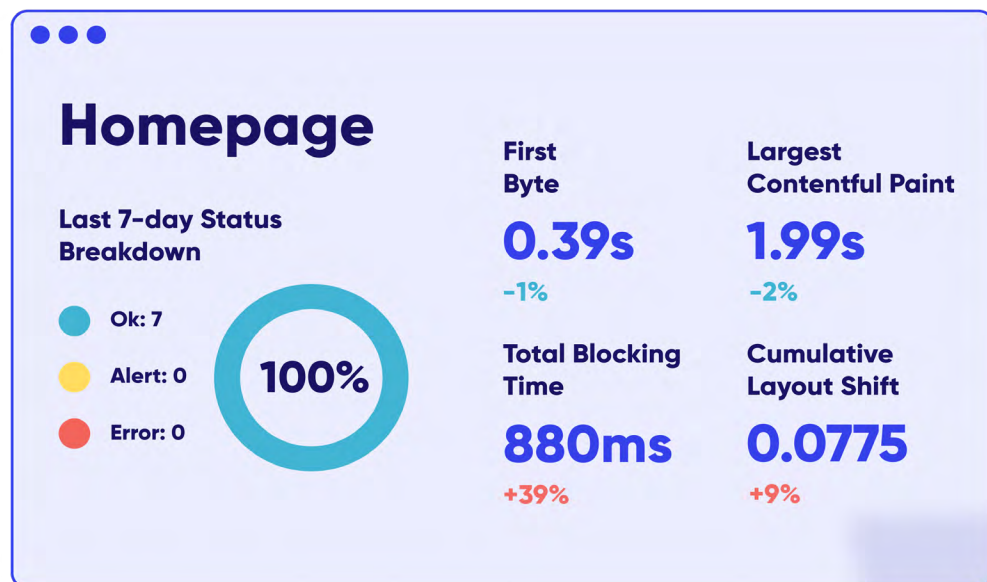 Homepage
Last 7-day Status
Breakdown
Ok: 7
Alert: 0
Error: 0
100%
First
Byte
0.39s
-1%
Largest
Contentful Paint
1.99s
-2%
Total Blocking
Time
880ms
+39%
Cumulative
Layout Shift
0.0775
+9%